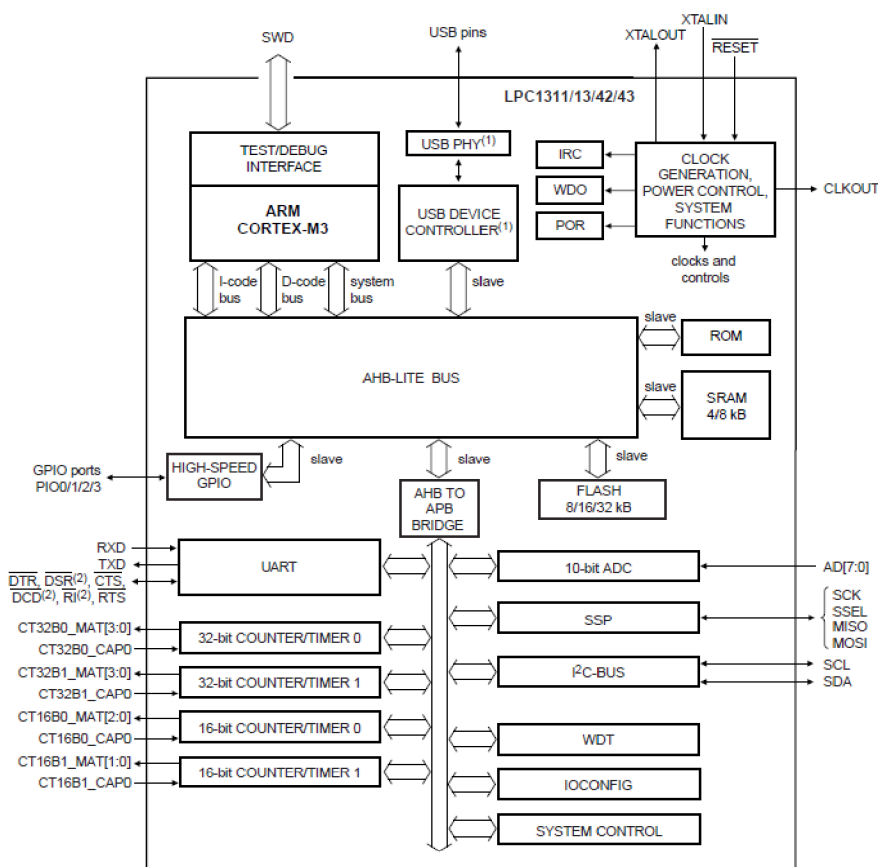 SWD
USB pins
XTALIN
XTALOUT
RESET
LPC1311/13/42/43
TEST/DEBUG
INTERFACE
ARM
CORTEX-M3
USB PHY(1)
USB DEVICE
CONTROLLER(1)
IRC
WDO
POR
CLOCK
GENERATION,
POWER CONTROL,
SYSTEM
FUNCTIONS
CLKOUT
clocks and
controls
I-code
bus
D-code
bus
system
bus
slave
AHB-LITE BUS
slave
ROM
slave
SRAM
4/8 kB
GPIO ports
PIO0/1/2/3
HIGH-SPEED
GPIO
slave
slave
slave
AHB TO
APB
BRIDGE
FLASH
8/16/32 kB
RXD
TXD
DTR, DSR(2), CTS,
DCD(2), RI(2), RTS
UART
10-bit ADC
AD[7:0]
SSP
SCK
SSEL
MISO
MOSI
CT32B0_MAT[3:0]
CT32B0_CAP0
32-bit COUNTER/TIMER 0
I2C-BUS
SCL
SDA
CT32B1_MAT[3:0]
CT32B1_CAP0
32-bit COUNTER/TIMER 1
CT16B0_MAT[2:0]
CT16B0_CAP0
16-bit COUNTER/TIMER 0
WDT
CT16B1_MAT[1:0]
CT16B1_CAP0
16-bit COUNTER/TIMER 1
IOCONFIG
SYSTEM CONTROL